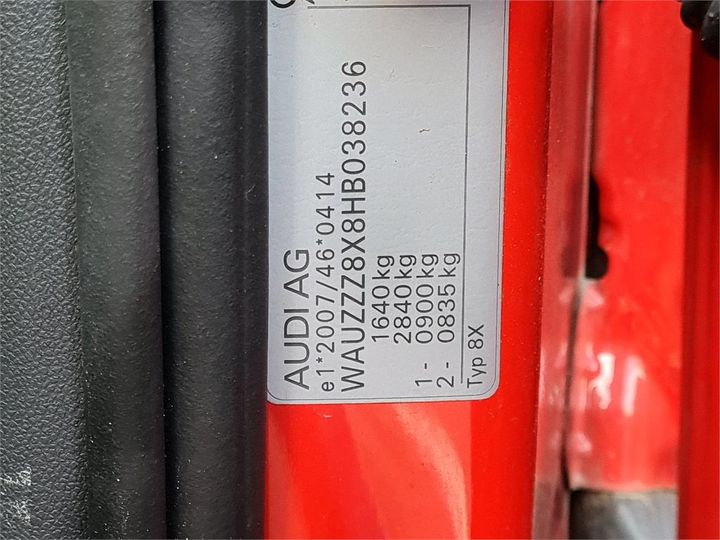 AUDI AG
e1*2007/46*0414
WAUZZZ8X8HB038236
1640kg
2840kg
1- 0900kg
2- 0835kg
Typ 8X